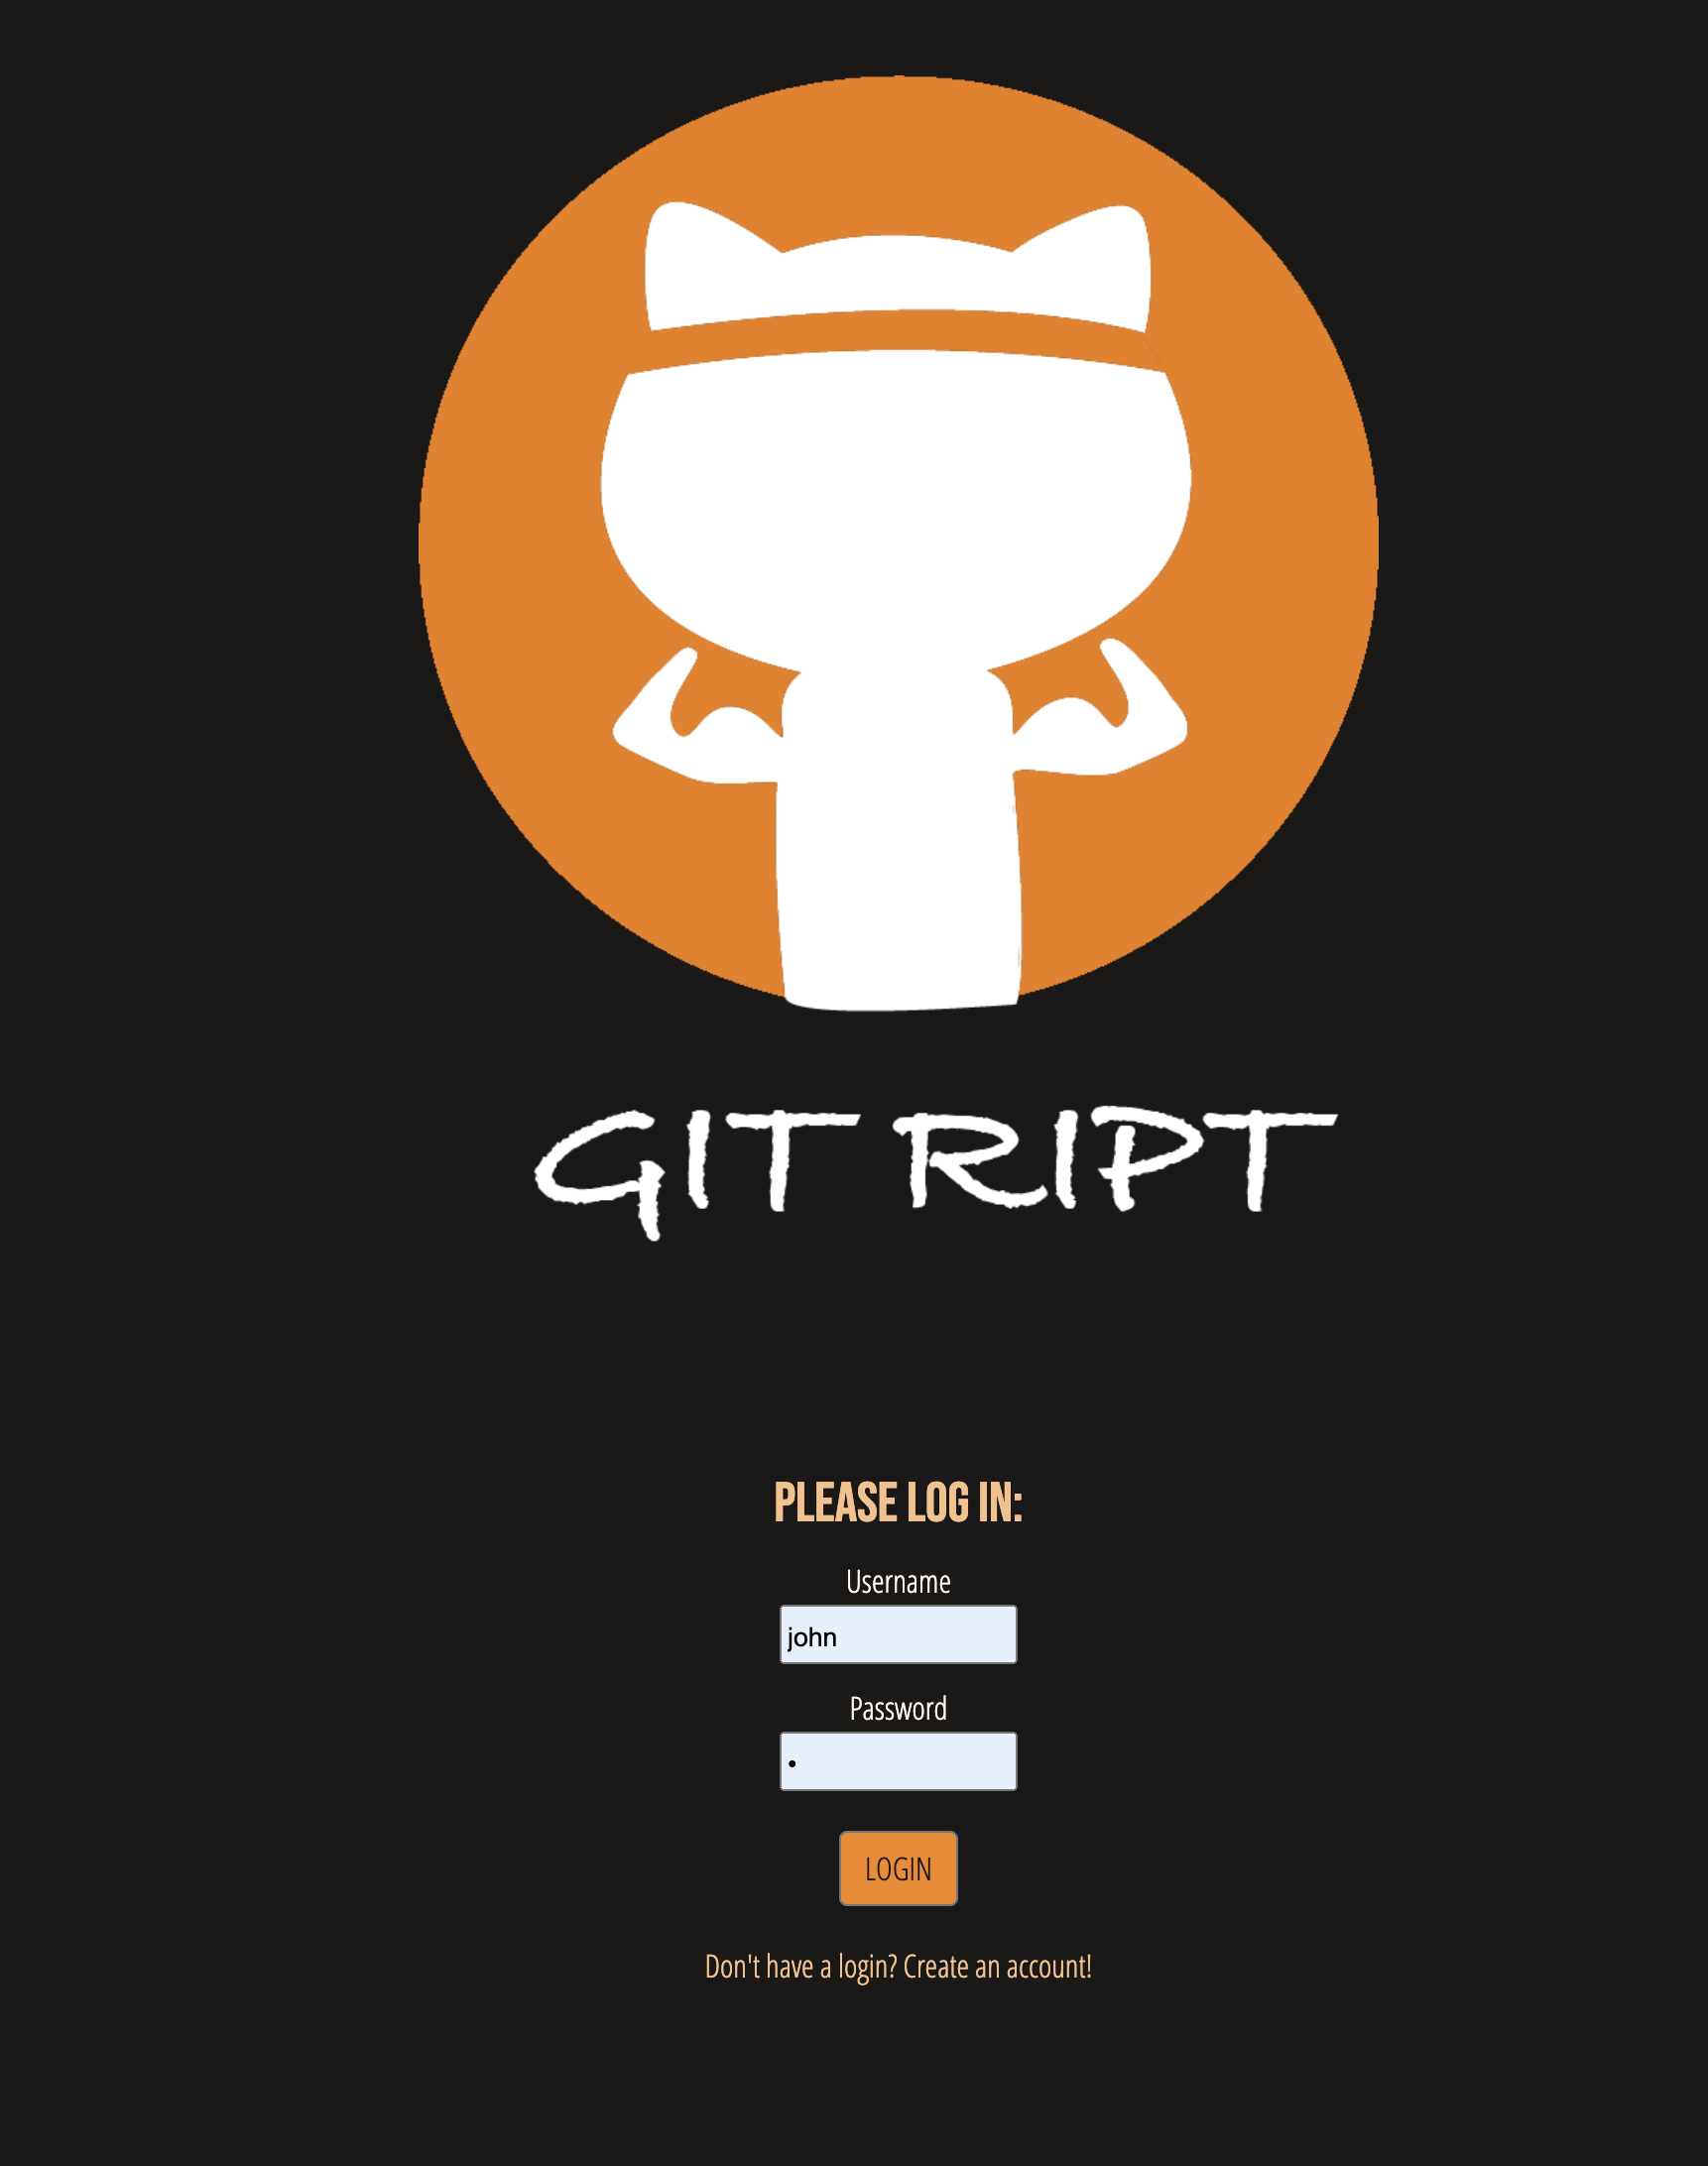 GIT RIPT
PLEASE LOG IN:
Username
john
Password
•
LOGIN
Don't have a login? Create an account!